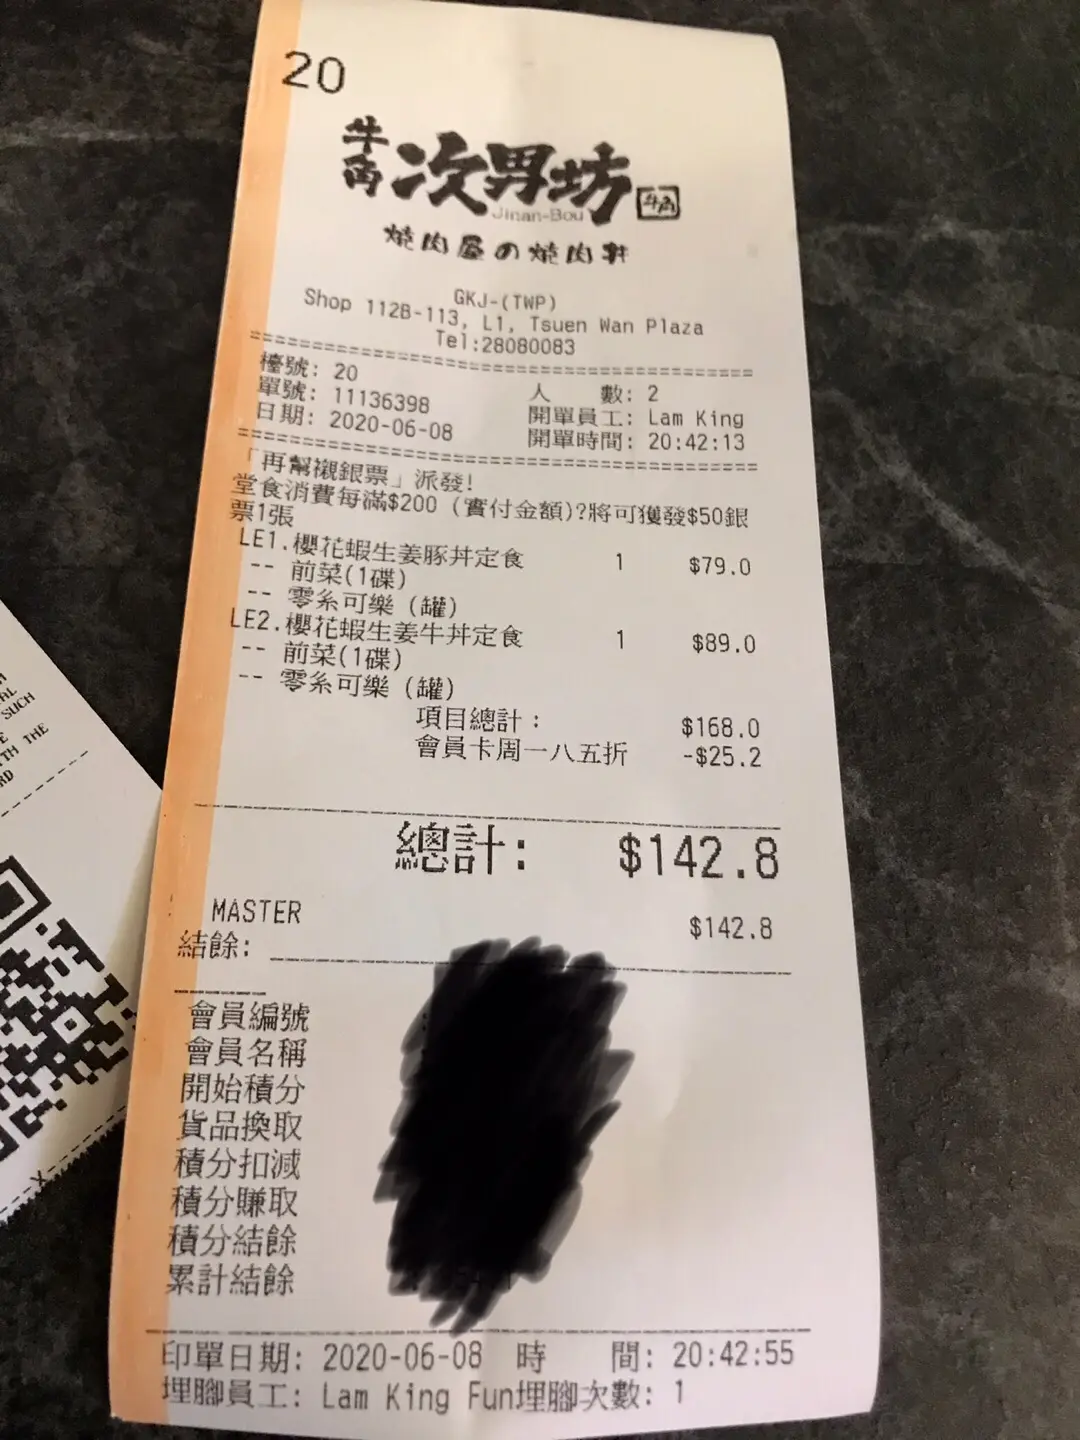 20
牛角 次男坊 牛角
Jinan-Bou
焼肉屋の焼肉丼
GKJ-(TWP)
Shop 112B-113, L1, Tsuen Wan Plaza
Tel:28080083
檯號: 20 人 數: 2
單號: 11136398 開單員工: Lam King
日期: 2020-06-08 開單時間: 20:42:13
「再幫襯銀票」派發!
堂食消費每滿$200 (實付金額)?將可獲發$50銀
票1張
LE1.櫻花蝦生姜豚丼定食 1 $79.0
-- 前菜(1碟)
-- 零糸可樂 (罐)
LE2.櫻花蝦生姜牛丼定食 1 $89.0
-- 前菜(1碟)
-- 零糸可樂 (罐)
項目總計: $168.0
會員卡周一八五折 -$25.2
總計: $142.8
MASTER $142.8
結餘:
會員編號
會員名稱
開始積分
貨品換取
積分扣減
積分賺取
積分結餘
累計結餘
印單日期: 2020-06-08 時 間: 20:42:55
埋腳員工: Lam King Fun埋腳次數: 1
AL
SUCH
E
TH THE
RD